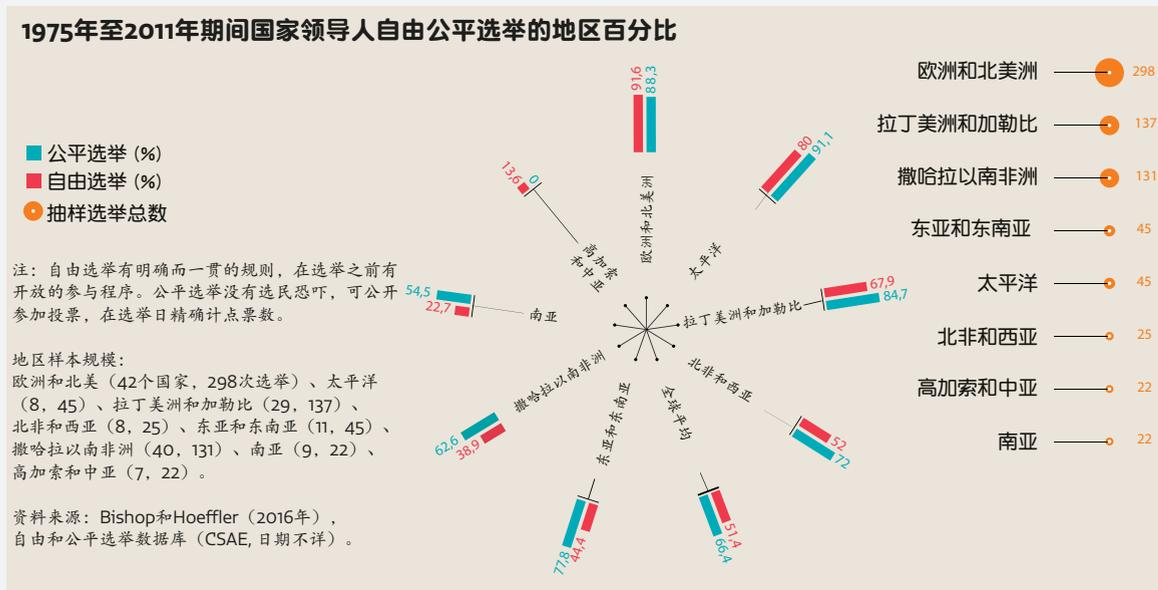 1975年至2011年期间国家领导人自由公平选举的地区百分比
公平选举 (%)
自由选举 (%)
抽样选举总数
注：自由选举有明确而一贯的规则，在选举之前有
开放的参与程序。公平选举没有选民恐吓，可公开
参加投票，在选举日精确计点票数。
地区样本规模：
欧洲和北美（42个国家，298次选举）、太平洋
（8，45）、拉丁美洲和加勒比（29，137）、
北非和西亚（8，25）、东亚和东南亚（11，45）、
撒哈拉以南非洲（40，131）、南亚（9，22）、
高加索和中亚（7，22）。
资料来源：Bishop和Hoeffler（2016年），
自由和公平选举数据库（CSAE, 日期不详）。
91,6
88,3
欧洲和北美洲
80
91,1
太平洋
67,9
84,7
拉丁美洲和加勒比
52
72
北非和西亚
51,4
66,4
全球平均
77,8
44,4
东亚和东南亚
62,6
38,9
撒哈拉以南非洲
54,5
22,7
南亚
13,6
0
高加索
和中亚
欧洲和北美洲 298
拉丁美洲和加勒比 137
撒哈拉以南非洲 131
东亚和东南亚 45
太平洋 45
北非和西亚 25
高加索和中亚 22
南亚 22